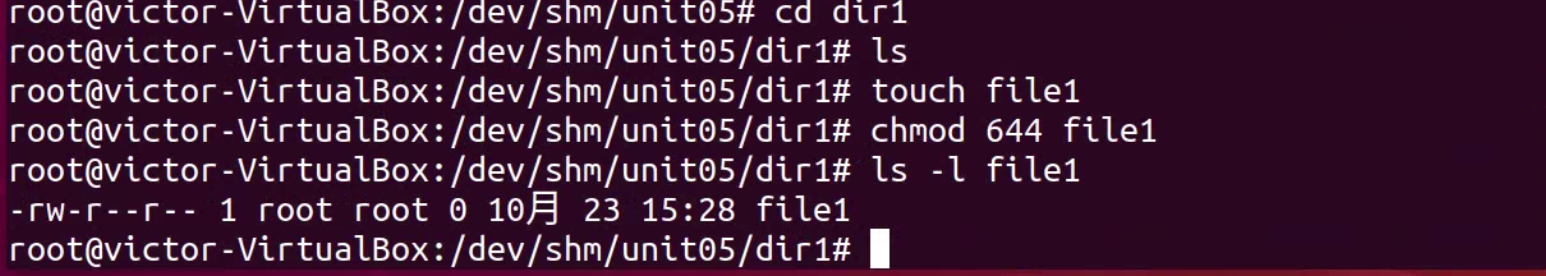 root@victor-VirtualBox:/dev/shm/unit05# cd dir1
root@victor-VirtualBox:/dev/shm/unit05/dir1# ls
root@victor-VirtualBox:/dev/shm/unit05/dir1# touch file1
root@victor-VirtualBox:/dev/shm/unit05/dir1# chmod 644 file1
root@victor-VirtualBox:/dev/shm/unit05/dir1# ls -l file1
-rw-r--r-- 1 root root 0 10月 23 15:28 file1
root@victor-VirtualBox:/dev/shm/unit05/dir1#